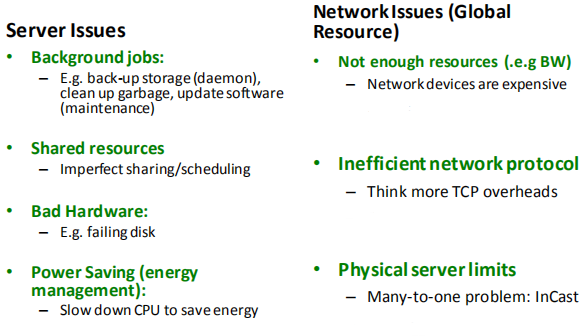 Server Issues
• Background jobs:
– E.g. back-up storage (daemon),
clean up garbage, update software
(maintenance)
• Shared resources
– Imperfect sharing/scheduling
• Bad Hardware:
– E.g. failing disk
• Power Saving (energy
management):
– Slow down CPU to save energy
Network Issues (Global
Resource)
• Not enough resources (.e.g BW)
– Network devices are expensive
• Inefficient network protocol
– Think more TCP overheads
• Physical server limits
– Many-to-one problem: InCast